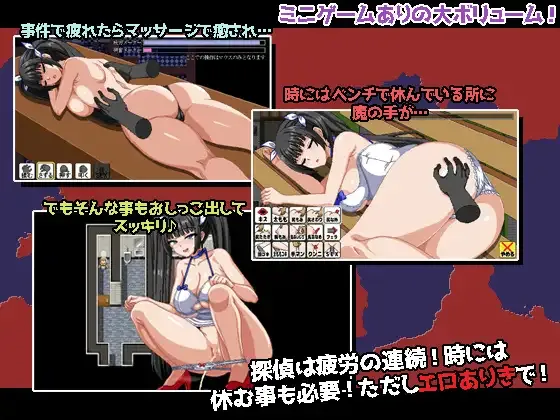 ミニゲームありの大ボリューム!
事件で疲れたらマッサージで癒され…
時にはベンチで休んでいる所に
魔の手が…
でもそんな事もおしっこ出して
スッキリ♪
やめる
探偵は疲労の連続!時には
休む事も必要!ただしエロありきで!